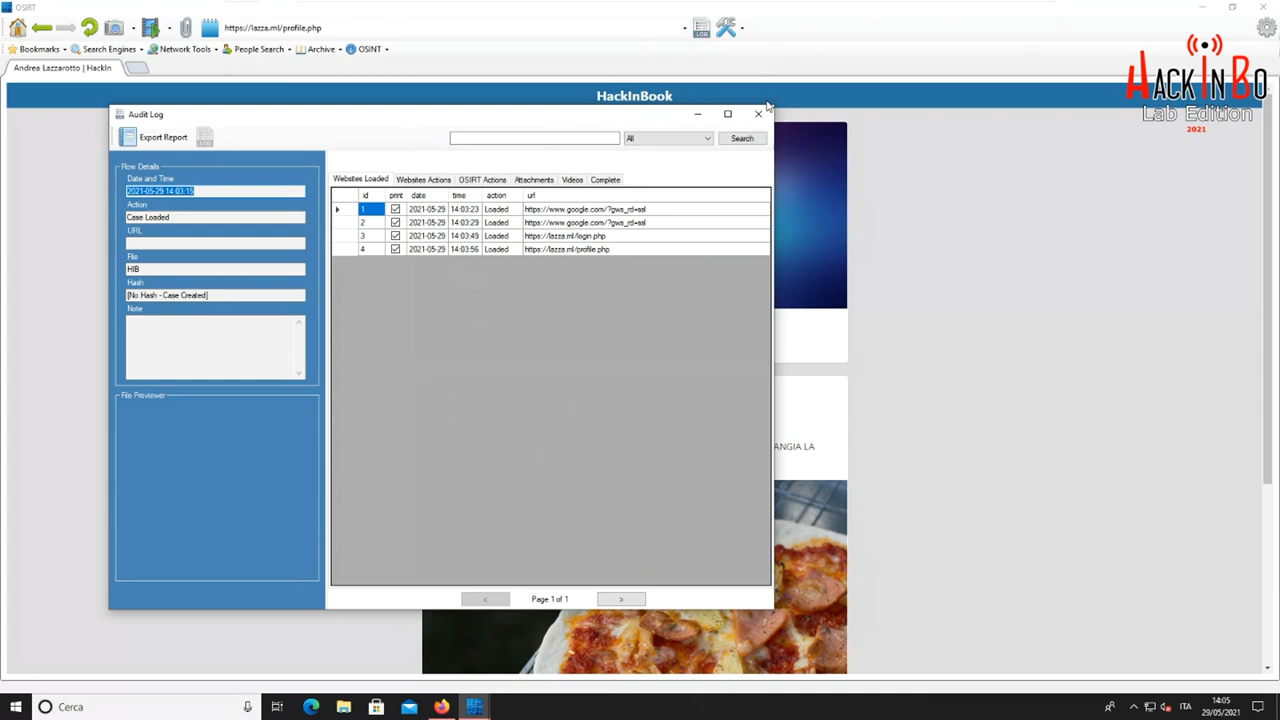 OSIRT
https://lazza.ml/profile.php
Bookmarks
Search Engines
Network Tools
People Search
Archive
OSINT
Andrea Lazzarotto | HackIn
HackInBook
HackInBo
Lab Edition
2021
Audit Log
Export Report
LOG
All
Search
Row Details
Date and Time
2021-05-29 14:03:15
Action
Case Loaded
URL
File
HIB
Hash
[No Hash - Case Created]
Note
File Previewer
Websites Loaded
Websites Actions
OSIRT Actions
Attachments
Videos
Complete
id print date time action url
1 2021-05-29 14:03:23 Loaded https://www.google.com/?gws_rd=ssl
2 2021-05-29 14:03:29 Loaded https://www.google.com/?gws_rd=ssl
3 2021-05-29 14:03:49 Loaded https://lazza.ml/login.php
4 2021-05-29 14:03:56 Loaded https://lazza.ml/profile.php
ANGIA LA
< Page 1 of 1 >
Cerca
ITA
14:05
29/05/2021